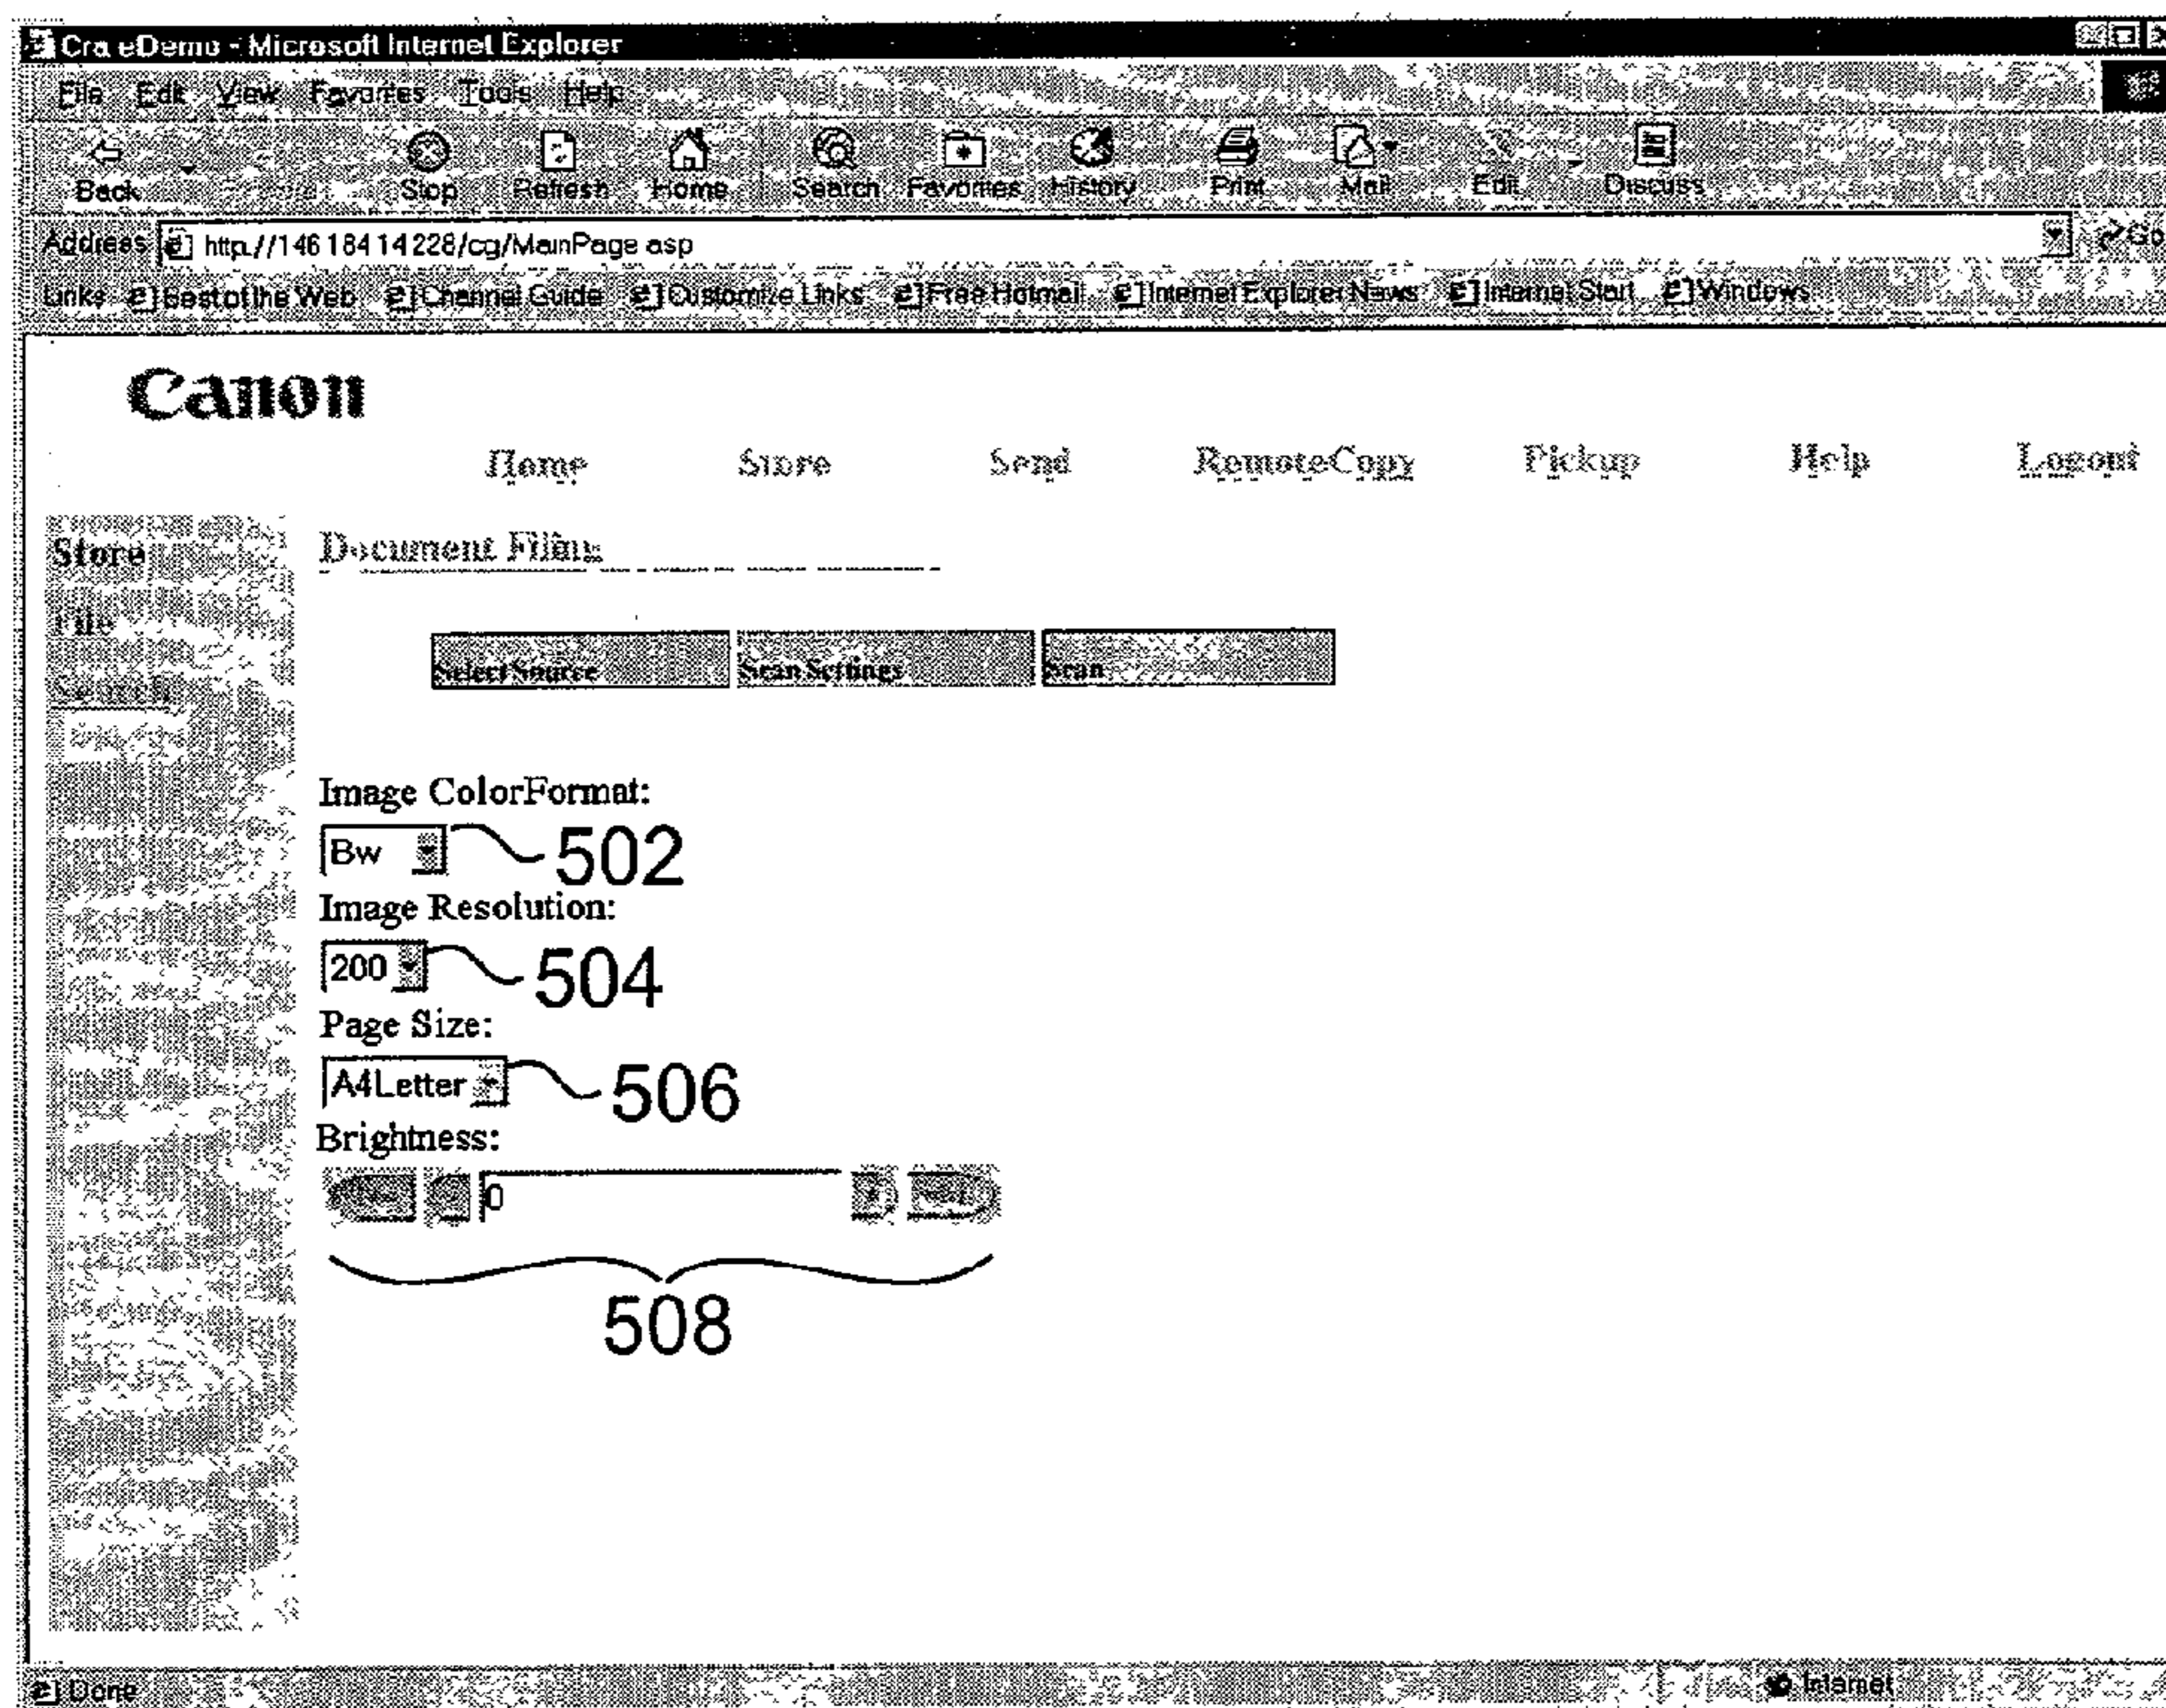 Cra eDemo - Microsoft Internet Explorer
File Edit View Favorites Tools Help
Back Stop Refresh Home Search Favorites History Print Mail Edit Discuss
Address http://146 184 14 228/cg/MainPage asp Go
Links Best of the Web Channel Guide Customize Links Free Hotmail Internet Explorer News Internet Start Windows
Canon
Home Store Send RemoteCopy Pickup Help Logout
Store
File
Search
Document Filing
Select Source Scan Settings Scan
Image ColorFormat:
Bw 502
Image Resolution:
200 504
Page Size:
A4Letter 506
Brightness:
0
508
Done Internet